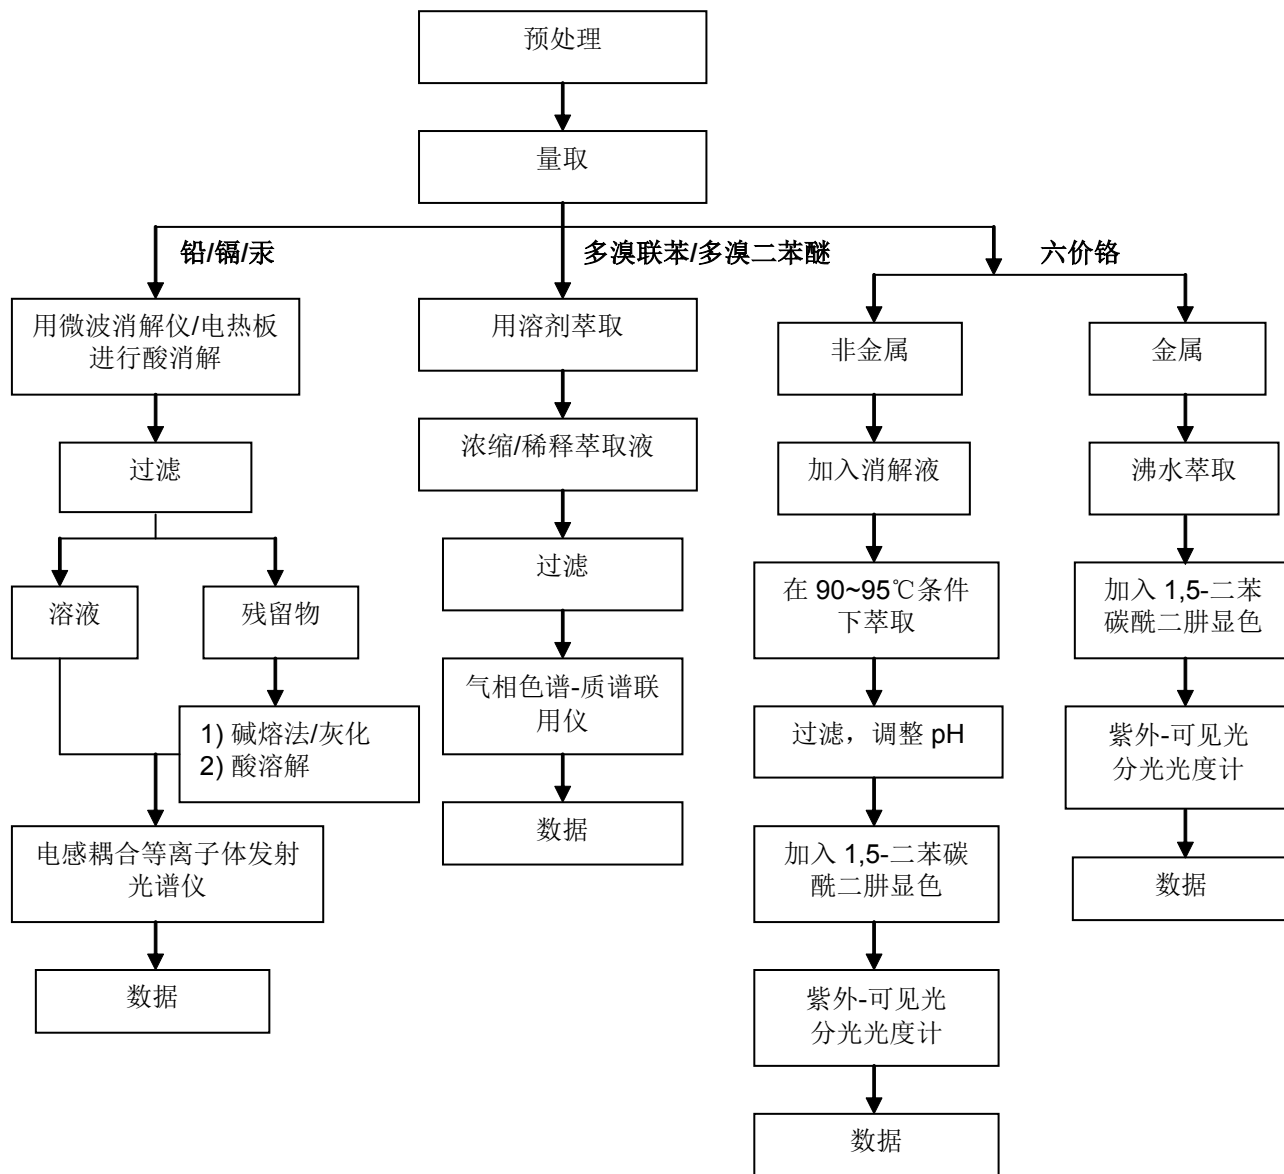 预处理
量取
铅/镉/汞
多溴联苯/多溴二苯醚
六价铬
用微波消解仪/电热板
进行酸消解
过滤
溶液
残留物
1) 碱熔法/灰化
2) 酸溶解
电感耦合等离子体发射
光谱仪
数据
用溶剂萃取
浓缩/稀释萃取液
过滤
气相色谱-质谱联
用仪
数据
非金属
加入消解液
在 90~95℃条件
下萃取
过滤，调整 pH
加入 1,5-二苯碳
酰二肼显色
紫外-可见光
分光光度计
数据
金属
沸水萃取
加入 1,5-二苯
碳酰二肼显色
紫外-可见光
分光光度计
数据